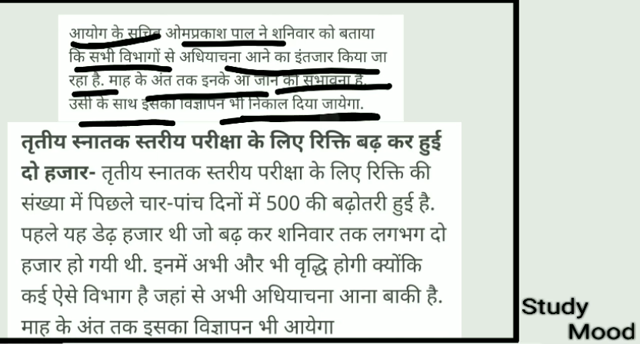 आयोग के सचिव ओमप्रकाश पाल ने शनिवार को बताया
कि सभी विभागों से अधियाचना आने का इंतजार किया जा
रहा है. माह के अंत तक इनके आ जाने की संभावना है.
उसी के साथ इसका विज्ञापन भी निकाल दिया जायेगा.
तृतीय स्नातक स्तरीय परीक्षा के लिए रिक्ति बढ़ कर हुई
दो हजार- तृतीय स्नातक स्तरीय परीक्षा के लिए रिक्ति की
संख्या में पिछले चार-पांच दिनों में 500 की बढ़ोतरी हुई है.
पहले यह डेढ़ हजार थी जो बढ़ कर शनिवार तक लगभग दो
हजार हो गयी थी. इनमें अभी और भी वृद्धि होगी क्योंकि
कई ऐसे विभाग है जहां से अभी अधियाचना आना बाकी है.
माह के अंत तक इसका विज्ञापन भी आयेगा
Study
Mood